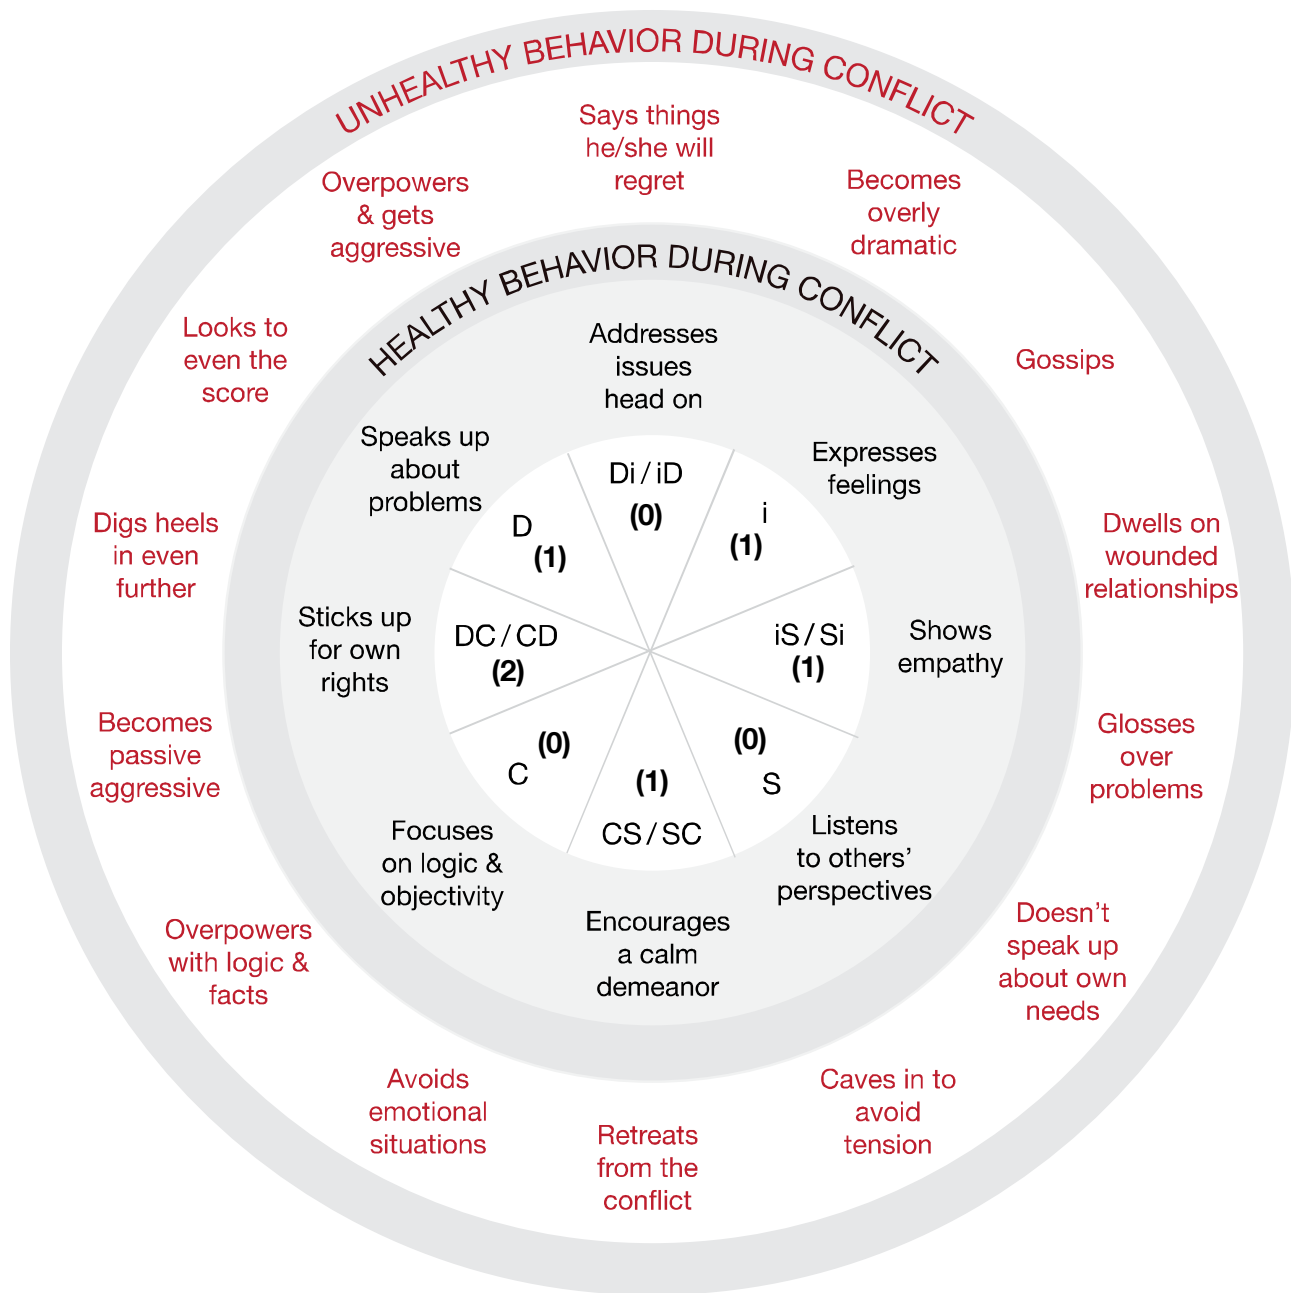 UNHEALTHY BEHAVIOR DURING CONFLICT
Says things
he/she will
regret
Becomes
overly
dramatic
Gossips
Dwells on
wounded
relationships
Glosses
over
problems
Doesn't
speak up
about own
needs
Caves in to
avoid
tension
Retreats
from the
conflict
Avoids
emotional
situations
Overpowers
with logic &
facts
Becomes
passive
aggressive
Digs heels
in even
further
Looks to
even the
score
Overpowers
& gets
aggressive
HEALTHY BEHAVIOR DURING CONFLICT
Addresses
issues
head on
Expresses
feelings
Shows
empathy
Listens
to others’
perspectives
Encourages
a calm
demeanor
Focuses
on logic &
objectivity
Sticks up
for own
rights
Speaks up
about
problems
Di / iD
(0)
i
(1)
iS / Si
(1)
(0)
S
(1)
CS / SC
(0)
C
DC / CD
(2)
D
(1)